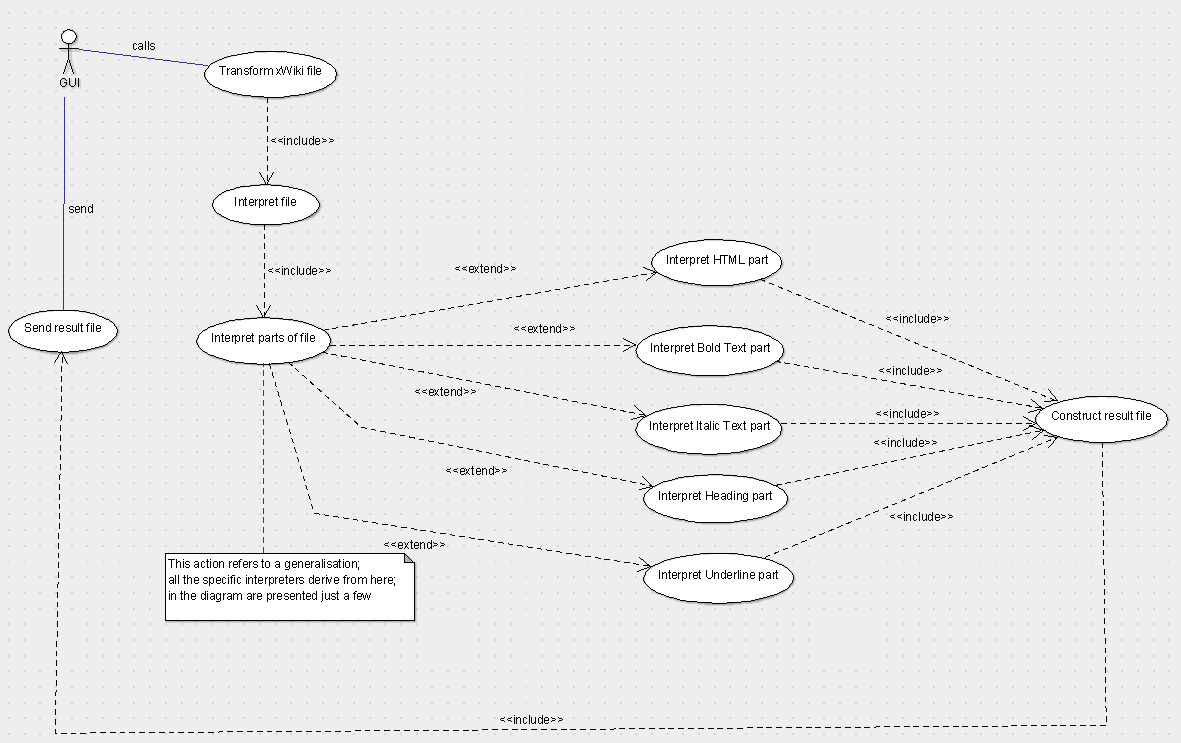 calls
Transform xWiki file
GUI
<<include>>
Interpret file
send
<<include>>
<<extend>>
Interpret HTML part
<<include>>
Send result file
Interpret parts of file
<<extend>>
Interpret Bold Text part
<<include>>
<<extend>>
<<include>>
Construct result file
Interpret Italic Text part
<<include>>
<<extend>>
Interpret Heading part
<<include>>
<<extend>>
This action refers to a generalisation;
all the specific interpreters derive from here;
in the diagram are presented just a few
Interpret Underline part
<<include>>